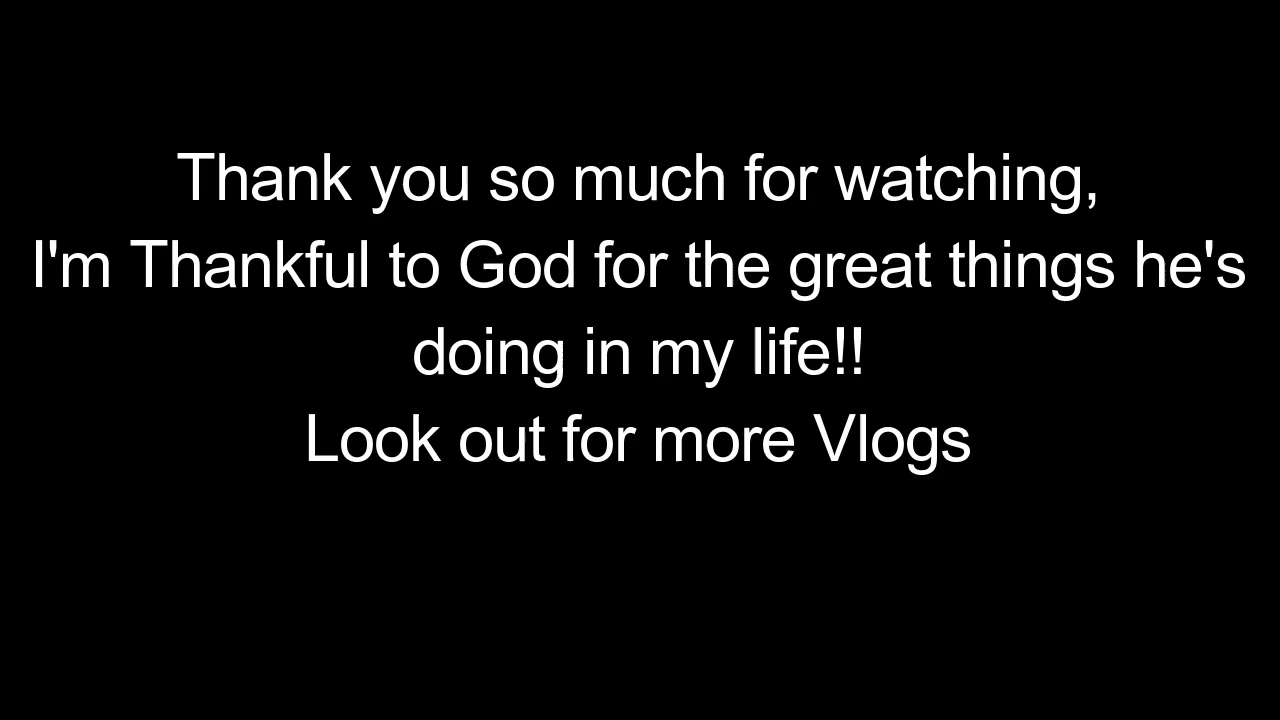 Thank you so much for watching,
I'm Thankful to God for the great things he's
doing in my life!!
Look out for more Vlogs